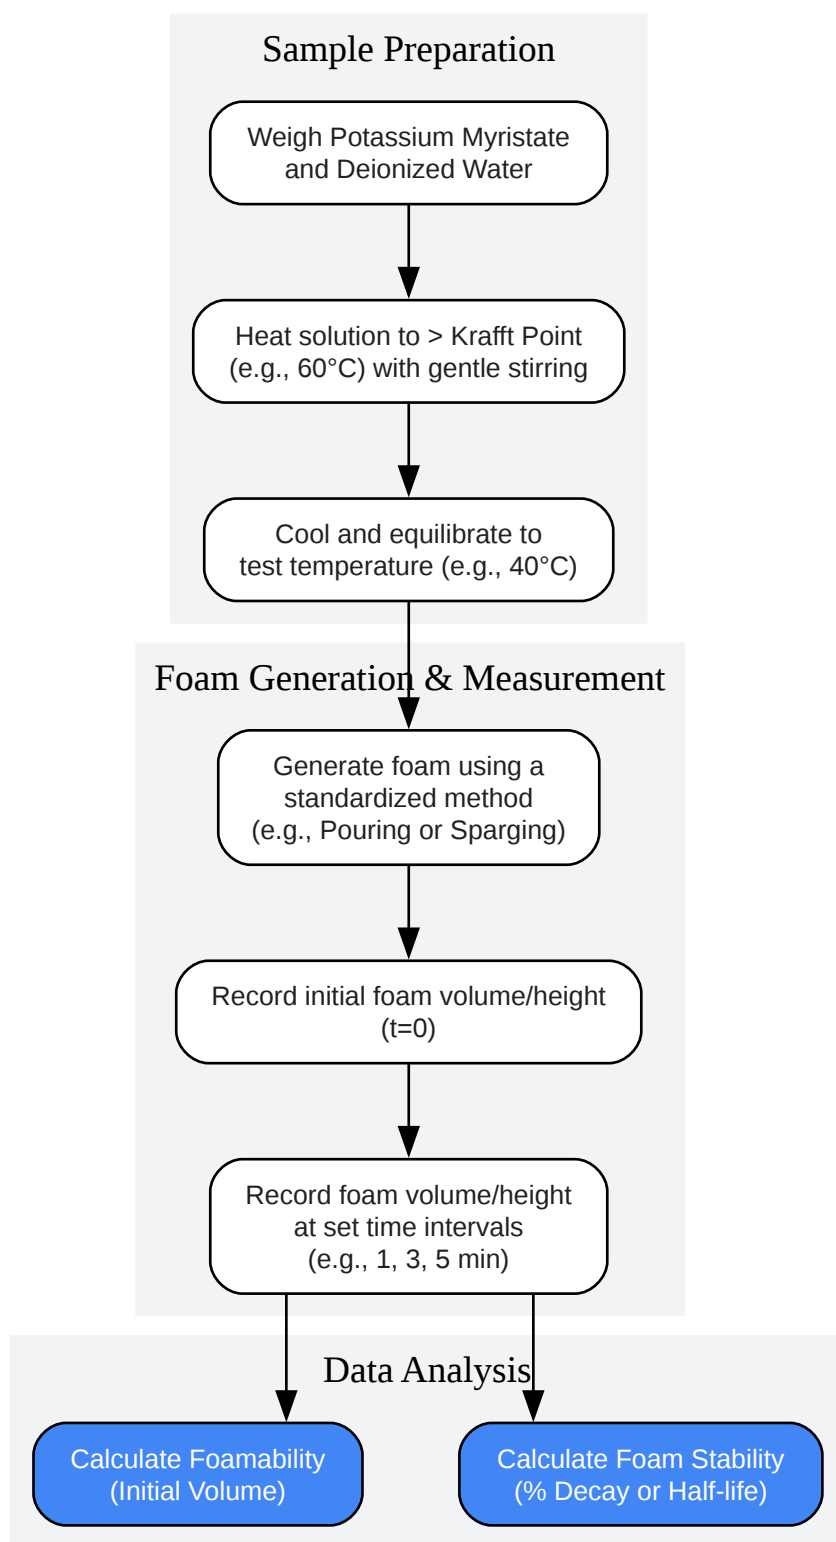 Sample Preparation
Weigh Potassium Myristate
and Deionized Water
Heat solution to > Krafft Point
(e.g., 60°C) with gentle stirring
Cool and equilibrate to
test temperature (e.g., 40°C)
Foam Generation & Measurement
Generate foam using a
standardized method
(e.g., Pouring or Sparging)
Record initial foam volume/height
(t=0)
Record foam volume/height
at set time intervals
(e.g., 1, 3, 5 min)
Data Analysis
Calculate Foamability
(Initial Volume)
Calculate Foam Stability
(% Decay or Half-life)